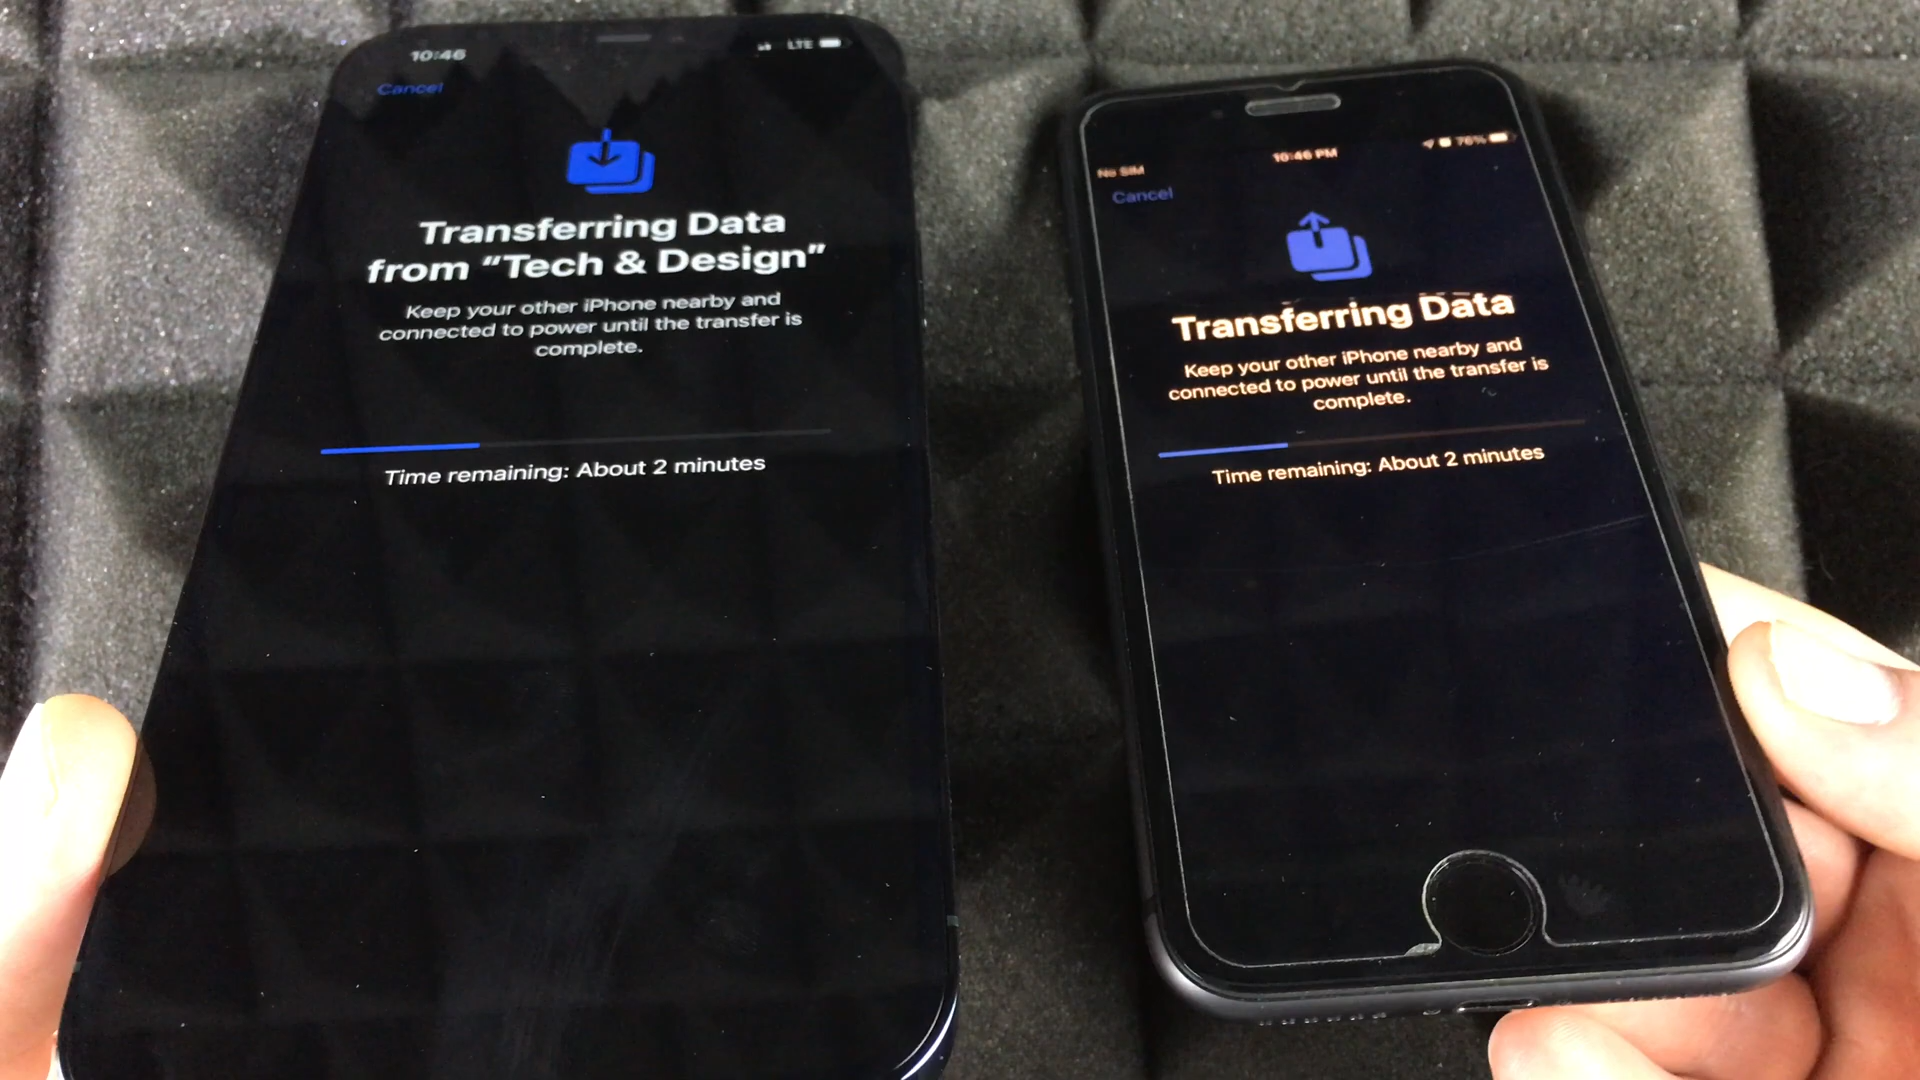 10:46
LTE
Cancel
Transferring Data
from “Tech & Design”
Keep your other iPhone nearby and
connected to power until the transfer is
complete.
Time remaining: About 2 minutes
No SIM
10:46 PM
76%
Cancel
Transferring Data
Keep your other iPhone nearby and
connected to power until the transfer is
complete.
Time remaining: About 2 minutes